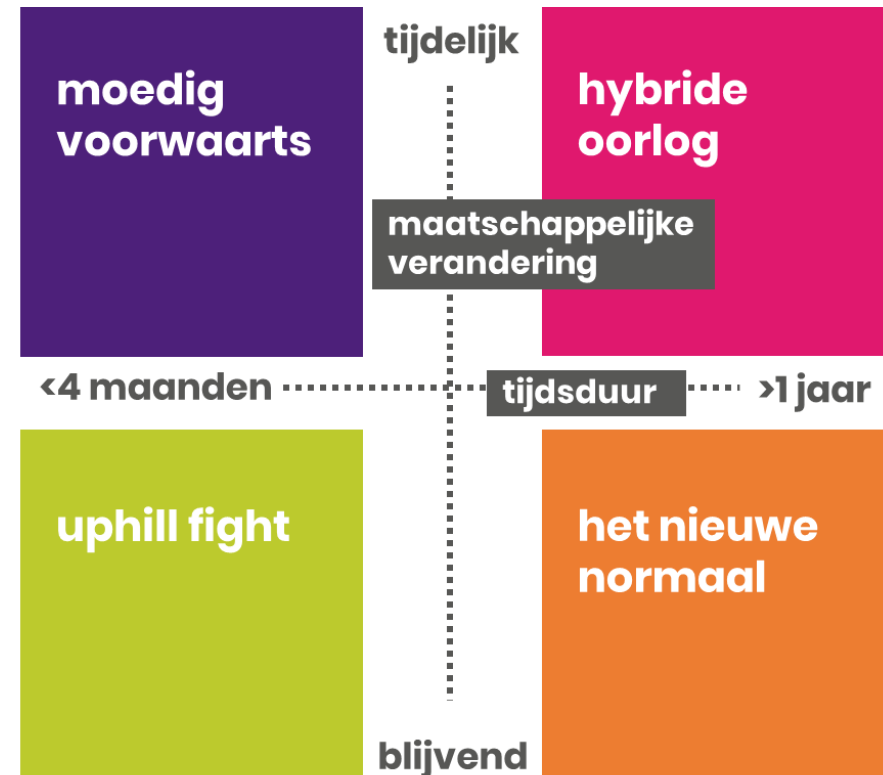 tijdelijk
moedig
voorwaarts
hybride
oorlog
maatschappelijke
verandering
<4 maanden
tijdsduur
>1 jaar
uphill fight
het nieuwe
normaal
blijvend